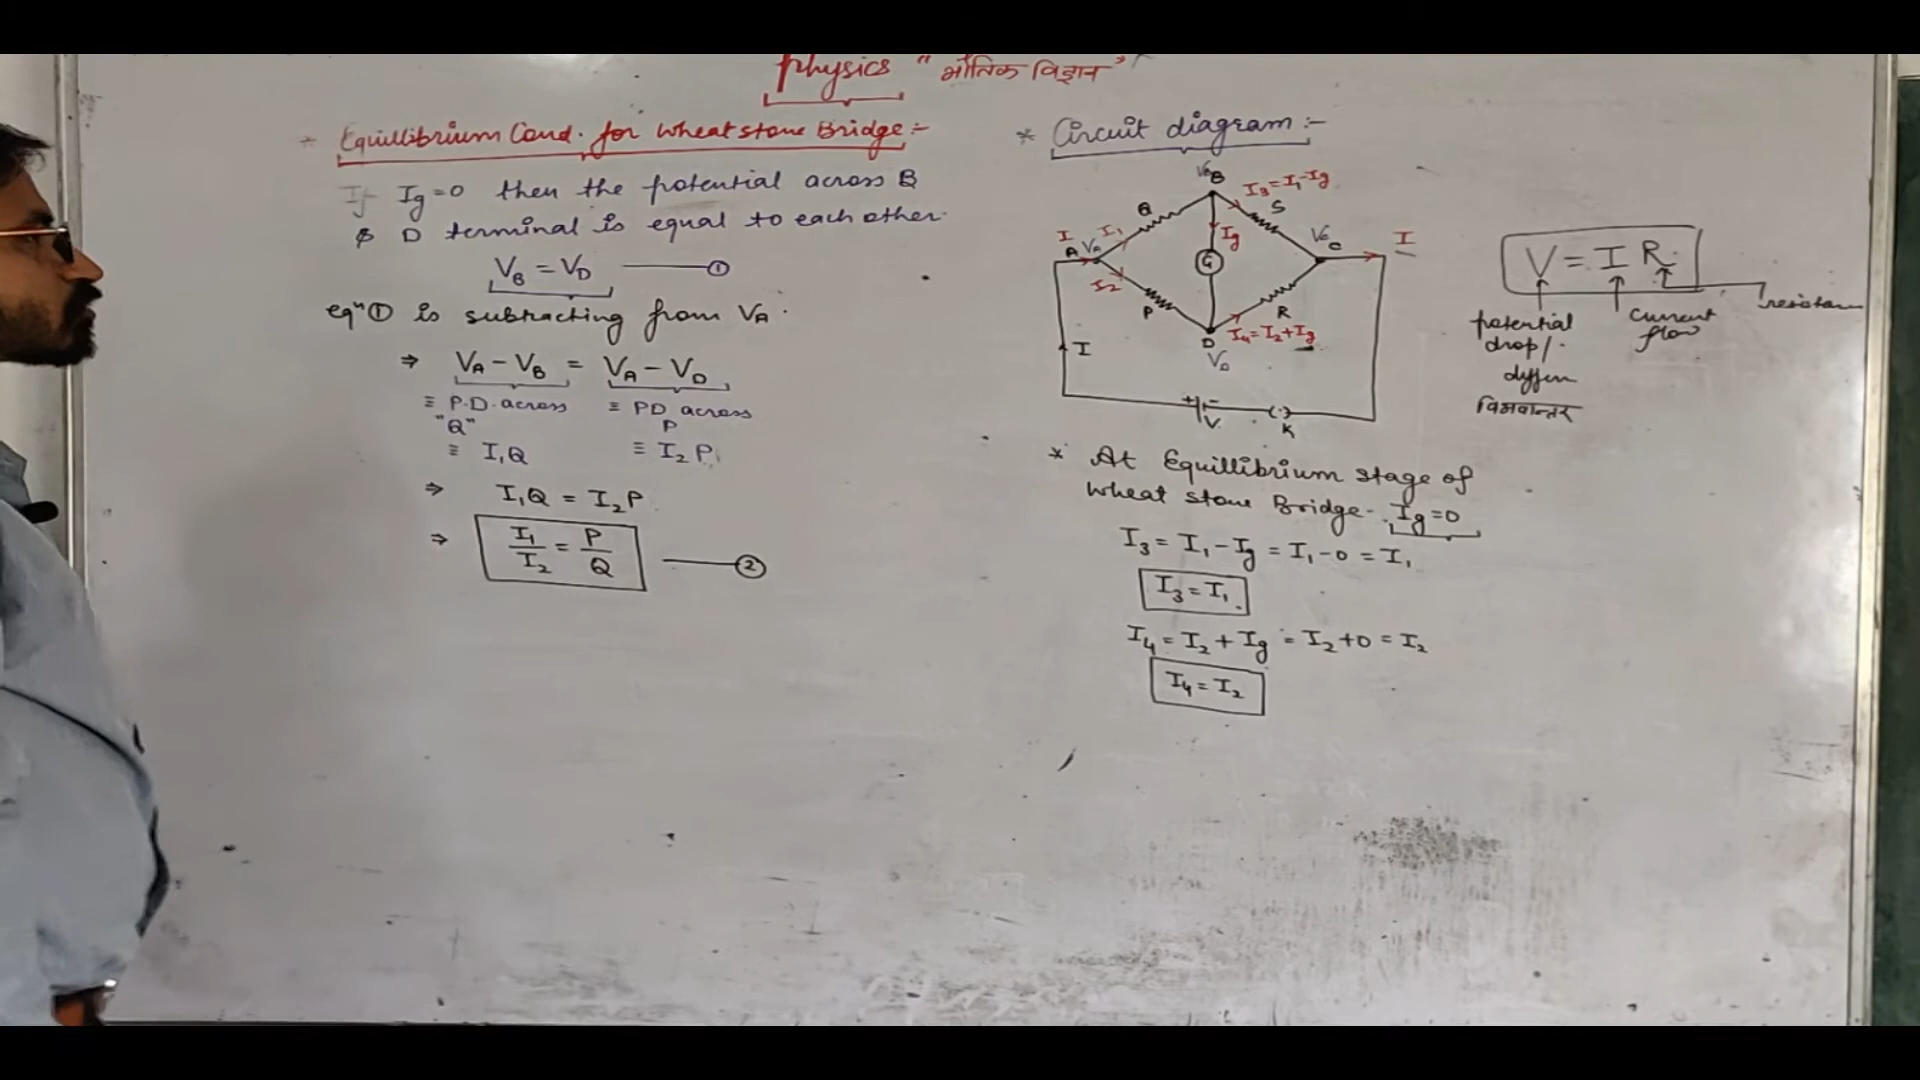 Physics "भौतिक विज्ञान"
* Equillibrium Cond. for Wheat stone Bridge :-
If Ig=0 then the potential across B
& D terminal is equal to each other.
VB = VD ——— ①
eqn ① is subtracting from VA.
⇒ VA - VB = VA - VD
≡ P.D. across "Q" ≡ PD across P
≡ I1Q ≡ I2P
⇒ I1Q = I2P
⇒ I1/I2 = P/Q ——— ②
* Circuit diagram :-
VB B
I3=I1-Ig
Q S
I I1 Ig I
A VA G C
I2
P R
D I4=I2+Ig
VD
I
+ -
V K
V = I R
potential drop/. differn
विभवान्तर
current flow
* At Equillibrium stage of
wheat stone Bridge - Ig=0
I3 = I1 - Ig = I1 - 0 = I1
I3 = I1
I4 = I2 + Ig = I2 + 0 = I2
I4 = I2